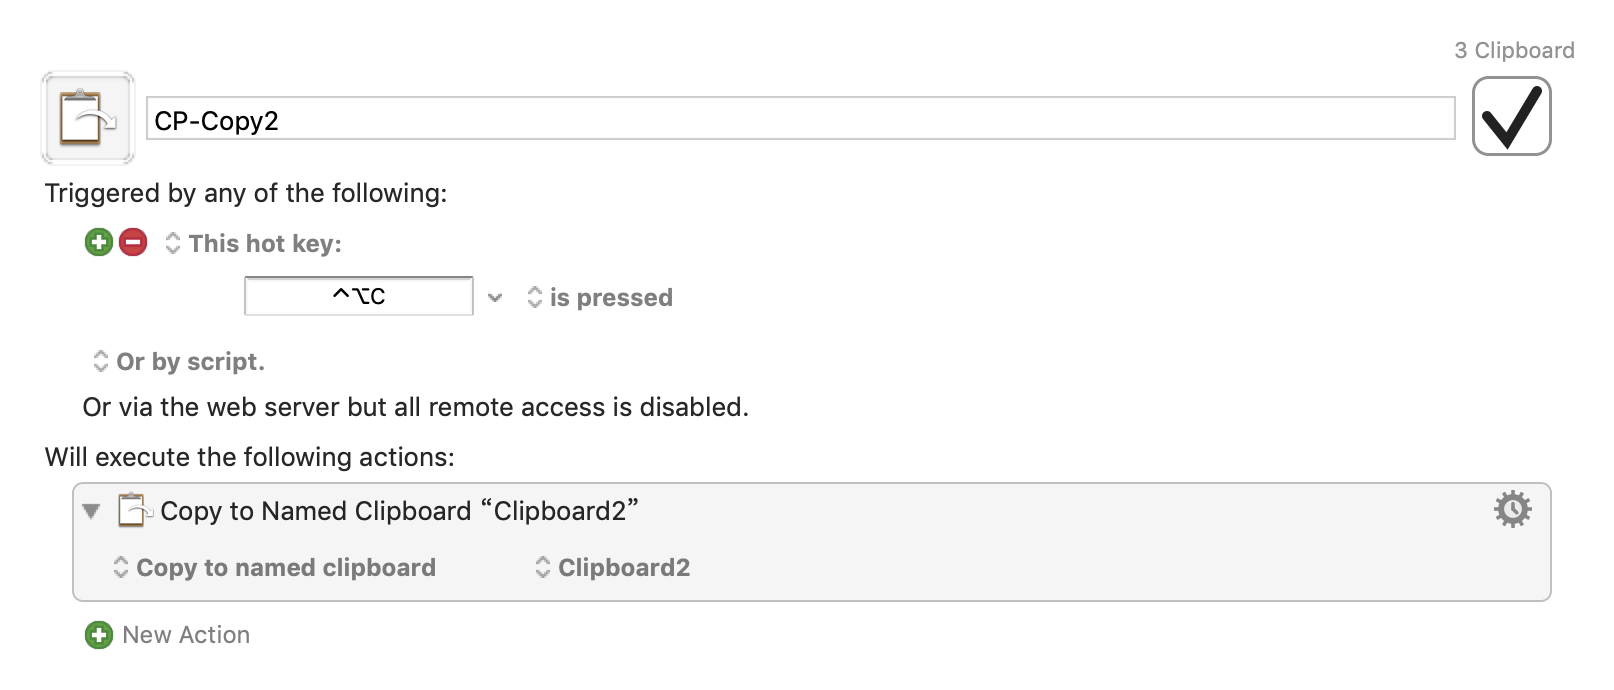 3 Clipboard
CP-Copy2
Triggered by any of the following:
This hot key:
^⌥C is pressed
Or by script.
Or via the web server but all remote access is disabled.
Will execute the following actions:
Copy to Named Clipboard “Clipboard2”
Copy to named clipboard Clipboard2
New Action